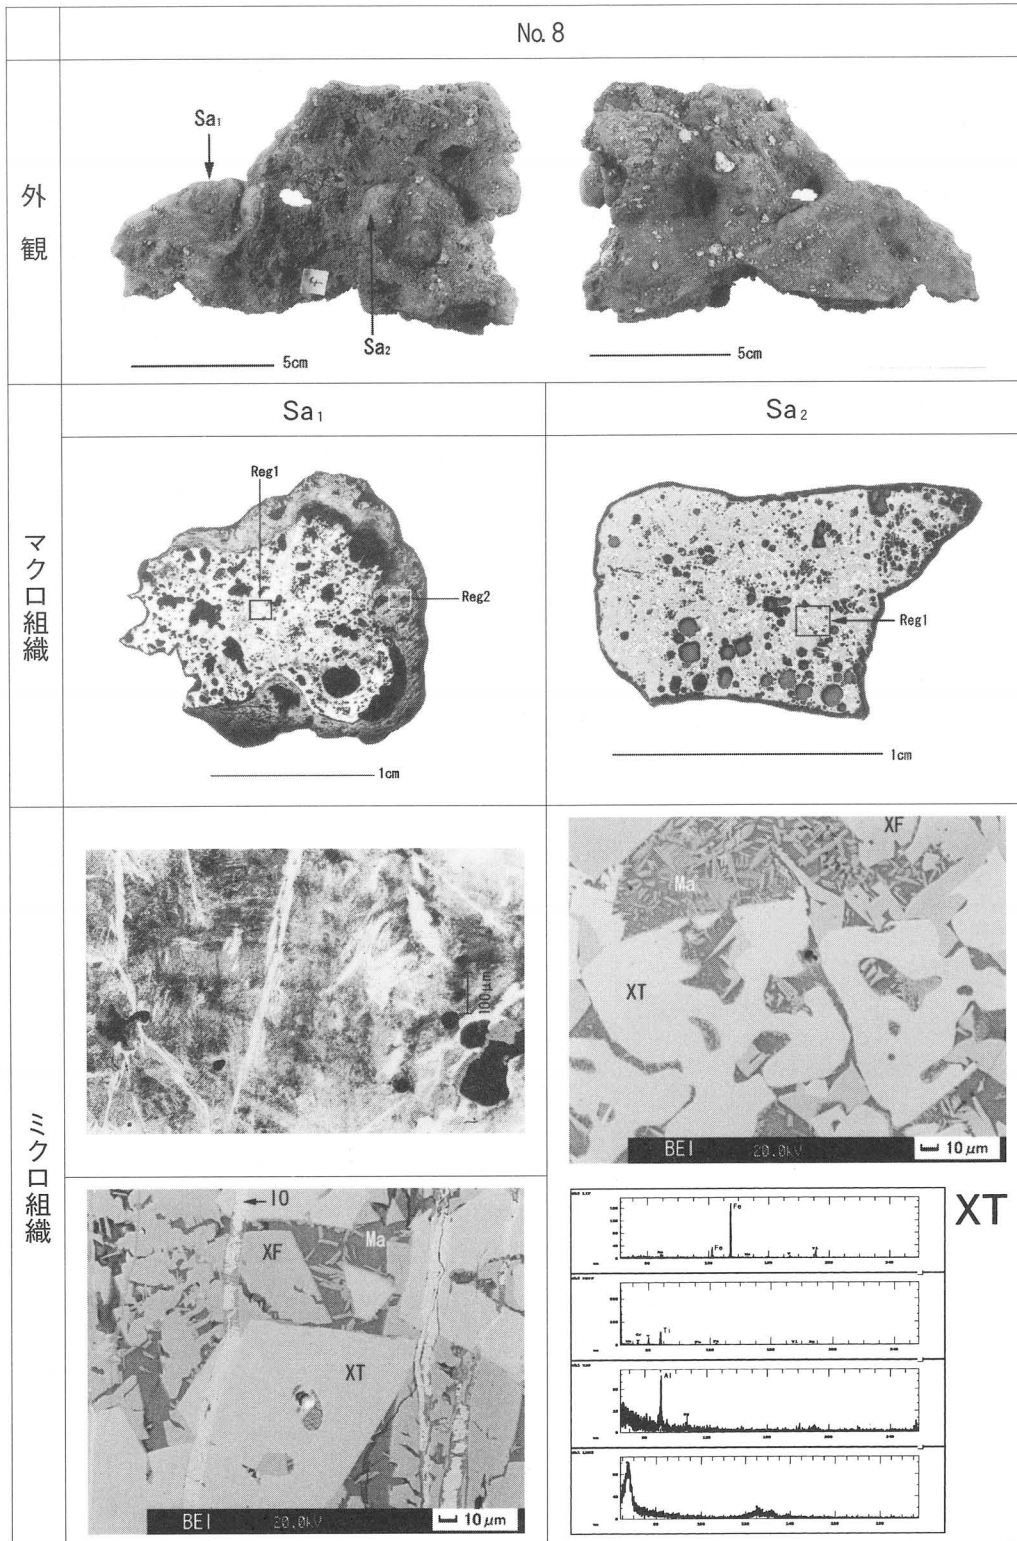 No. 8
外観
Sa₁
Sa₂
5cm
5cm
マクロ組織
Sa₁
Sa₂
Reg1
Reg2
1cm
Reg1
1cm
ミクロ組織
100μm
XF
Ma
XT
BEI 20.0kV 10μm
IO
XF
Ma
XT
BEI 20.0kV 10μm
XT
Fe
Fe
Ti
Al